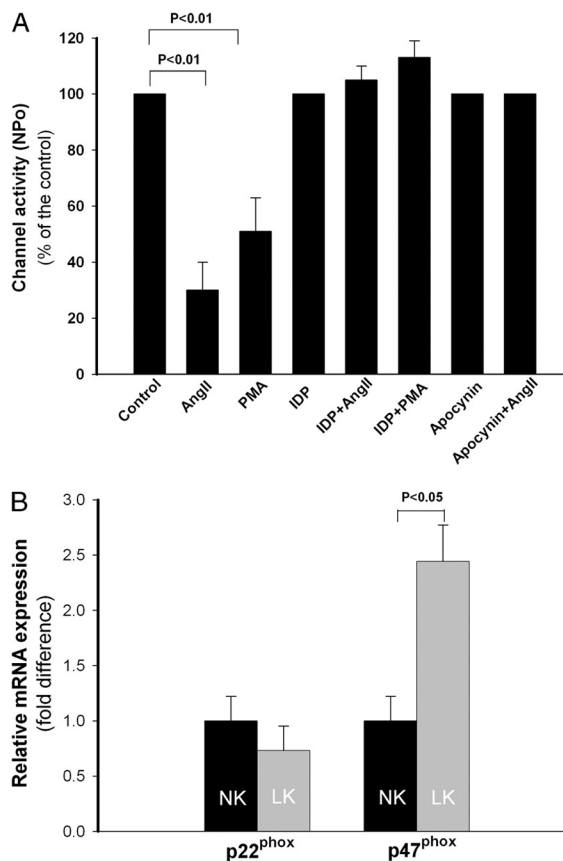 A
P<0.01
P<0.01
Channel activity (NPo)
(% of the control)
120
100
80
60
40
20
0
Control
AngII
PMA
IDP
IDP+AngII
IDP+PMA
Apocynin
Apocynin+AngII
B
P<0.05
Relative mRNA expression
(fold difference)
3.0
2.5
2.0
1.5
1.0
0.5
0.0
NK
LK
NK
LK
p22phox
p47phox